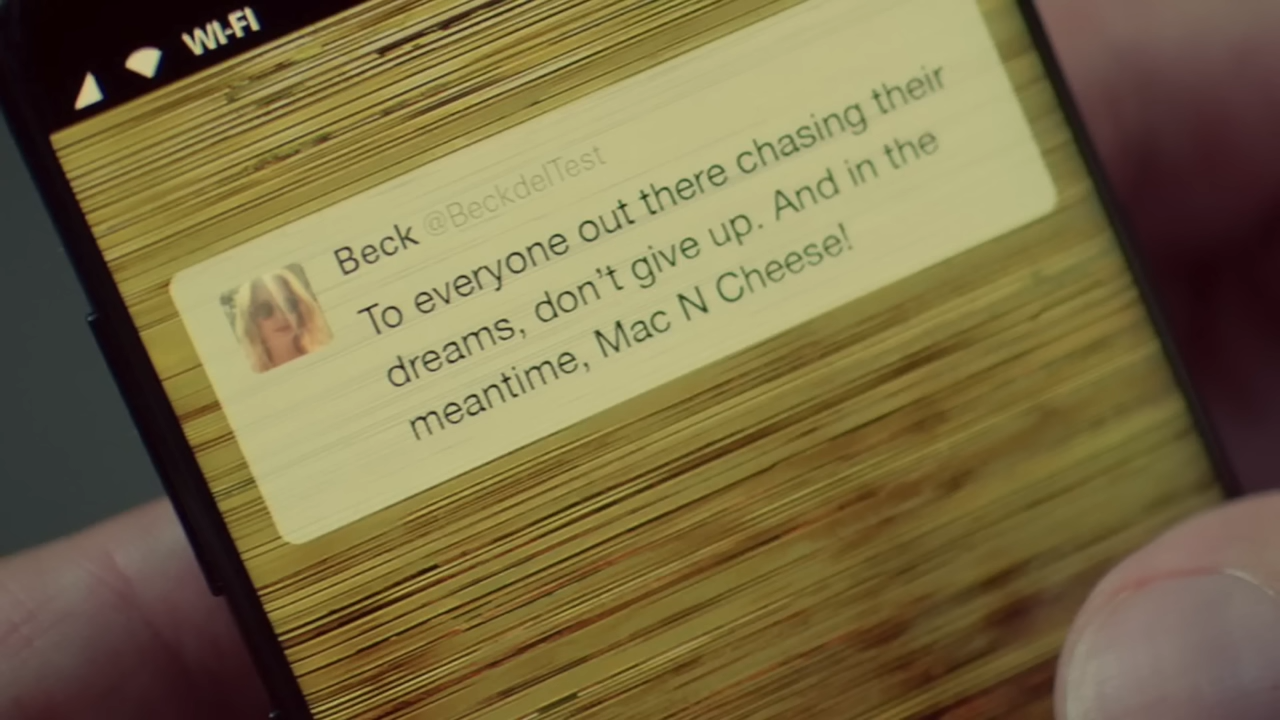 WI-FI
Beck @BeckdelTest
To everyone out there chasing their
dreams, don't give up. And in the
meantime, Mac N Cheese!